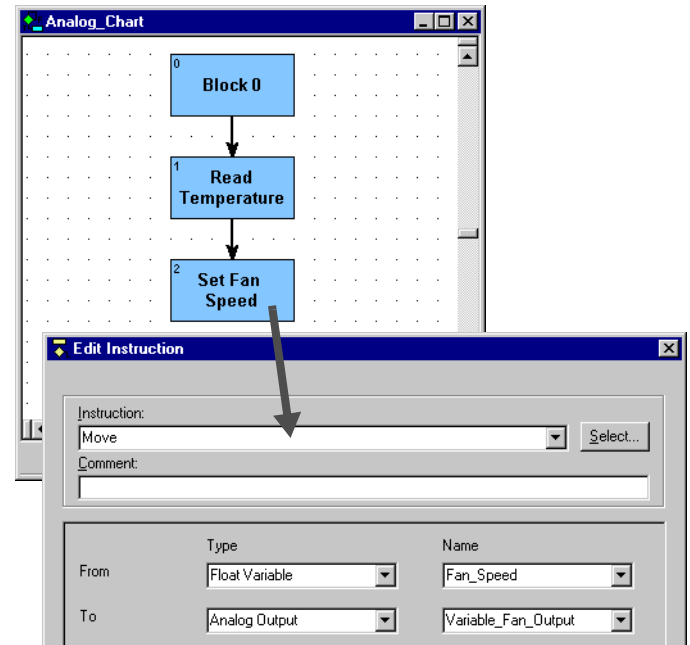 Analog_Chart
0
Block 0
1
Read
Temperature
2
Set Fan
Speed
Edit Instruction
Instruction:
Move
Select...
Comment:
Type Name
From Float Variable Fan_Speed
To Analog Output Variable_Fan_Output